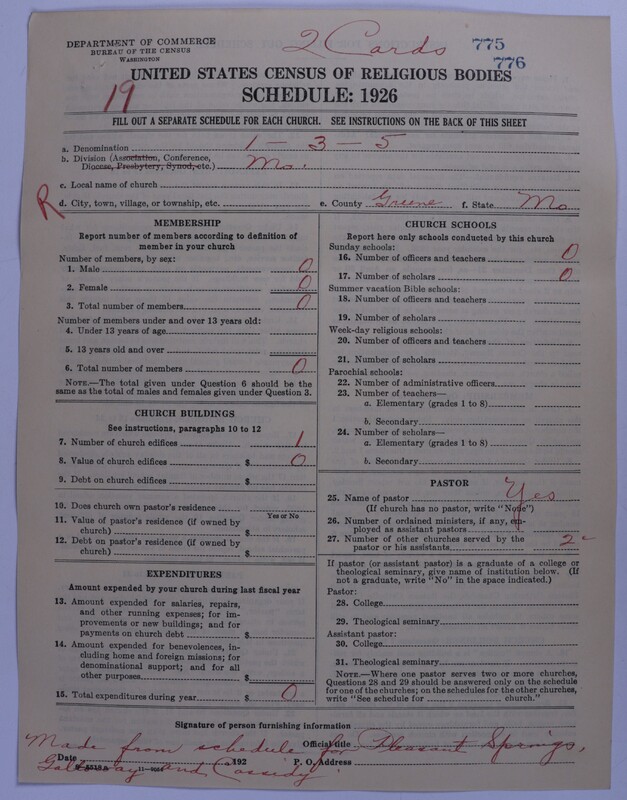 DEPARTMENT OF COMMERCE
BUREAU OF THE CENSUS
WASHINGTON
2 Cards
775
776
19
UNITED STATES CENSUS OF RELIGIOUS BODIES
SCHEDULE: 1926
FILL OUT A SEPARATE SCHEDULE FOR EACH CHURCH. SEE INSTRUCTIONS ON THE BACK OF THIS SHEET
a. Denomination 1 - 3 - 5
b. Division (Association, Conference,
Diocese, Presbytery, Synod, etc.) Mo.
c. Local name of church
R d. City, town, village, or township, etc. e. County Greene f. State Mo
MEMBERSHIP
Report number of members according to definition of
member in your church
Number of members, by sex:
1. Male 0
2. Female 0
3. Total number of members 0
Number of members under and over 13 years old:
4. Under 13 years of age
5. 13 years old and over
6. Total number of members 0
NOTE.—The total given under Question 6 should be the
same as the total of males and females given under Question 3.
CHURCH BUILDINGS
See instructions, paragraphs 10 to 12
7. Number of church edifices 1
8. Value of church edifices $ 0
9. Debt on church edifices $
10. Does church own pastor's residence
Yes or No
11. Value of pastor's residence (if owned by
church) $
12. Debt on pastor's residence (if owned by
church) $
EXPENDITURES
Amount expended by your church during last fiscal year
13. Amount expended for salaries, repairs,
and other running expenses; for im-
provements or new buildings; and for
payments on church debt $
14. Amount expended for benevolences, in-
cluding home and foreign missions; for
denominational support; and for all
other purposes $
15. Total expenditures during year $ 0
CHURCH SCHOOLS
Report here only schools conducted by this church
Sunday schools:
16. Number of officers and teachers 0
17. Number of scholars 0
Summer vacation Bible schools:
18. Number of officers and teachers
19. Number of scholars
Week-day religious schools:
20. Number of officers and teachers
21. Number of scholars
Parochial schools:
22. Number of administrative officers
23. Number of teachers—
a. Elementary (grades 1 to 8)
b. Secondary
24. Number of scholars—
a. Elementary (grades 1 to 8)
b. Secondary
PASTOR
25. Name of pastor Yes
(If church has no pastor, write "None")
26. Number of ordained ministers, if any, em-
ployed as assistant pastors
27. Number of other churches served by the
pastor or his assistants 2
If pastor (or assistant pastor) is a graduate of a college or
theological seminary, give name of institution below. (If
not a graduate, write "No" in the space indicated.)
Pastor:
28. College
29. Theological seminary
Assistant pastor:
30. College
31. Theological seminary
NOTE.—Where one pastor serves two or more churches,
Questions 28 and 29 should be answered only on the schedule
for one of the churches; on the schedules for the other churches,
write "See schedule for church."
Signature of person furnishing information
Official title
Made from schedule for Pleasant Springs,
Date 192 P. O. Address
Galloway and Cassidy